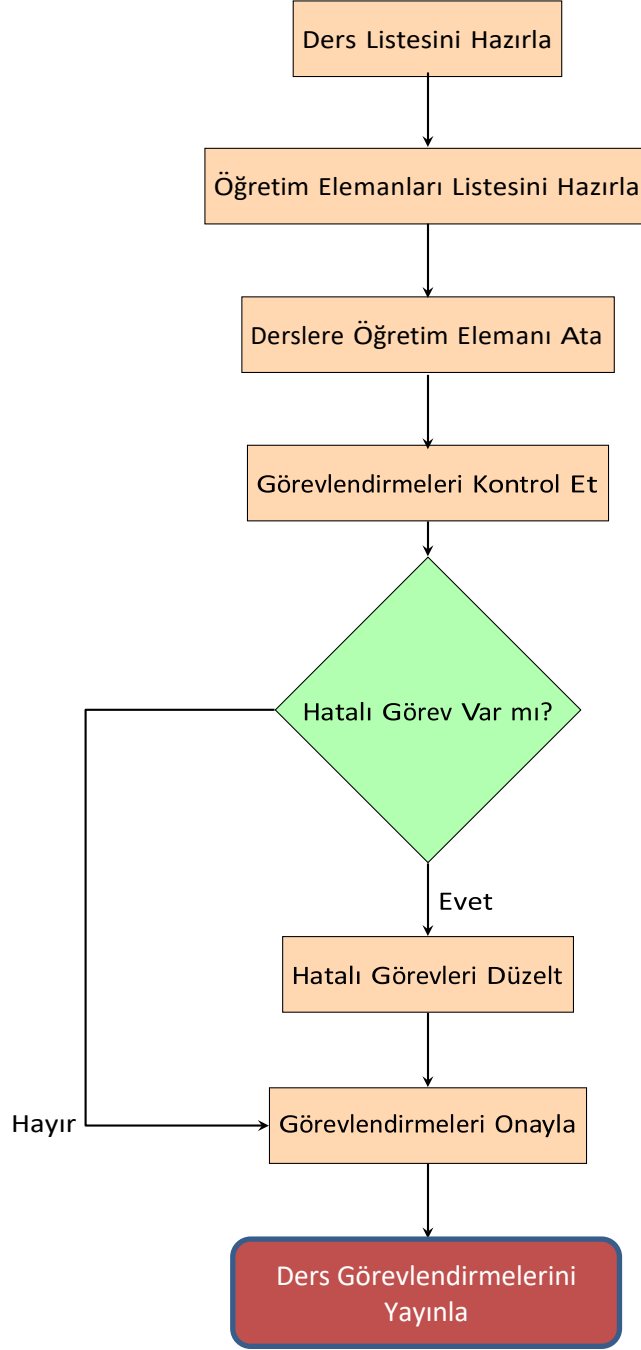 Ders Listesini Hazırla
Öğretim Elemanları Listesini Hazırla
Derslere Öğretim Elemanı Ata
Görevlendirmeleri Kontrol Et
Hatalı Görev Var mı?
Evet
Hatalı Görevleri Düzelt
Hayır
Görevlendirmeleri Onayla
Ders Görevlendirmelerini
Yayınla